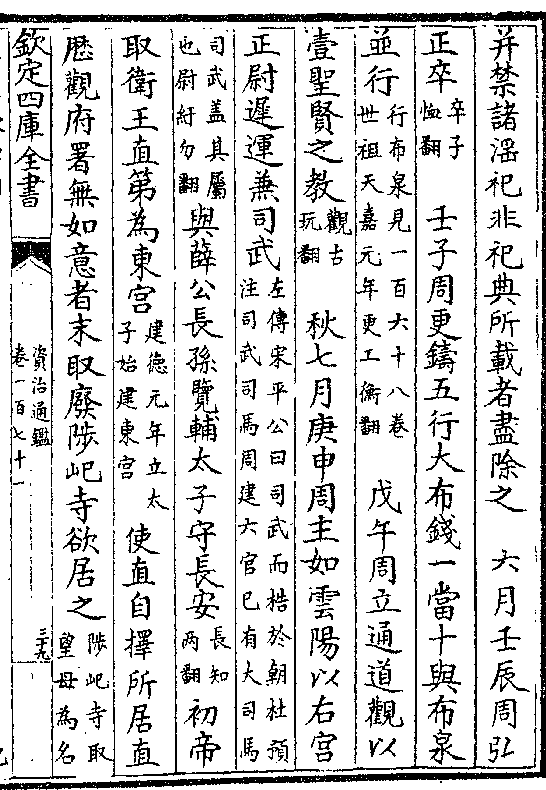 并禁諸滛祀非祀典所載者盡除之　六月壬辰周弘
正卒卒子恤翻　壬子周更鑄五行大布錢一當十與布泉
並行行布泉見一百六十八卷世祖天嘉元年更工衡翻　戊午周立通道觀以
壹聖賢之教觀古玩翻　秋七月庚申周主如雲陽以右宫
正尉遲運兼司武左傳宋平公曰司武而梏於朝杜預注司武司馬周建六官已有大司馬
司武盖其屬也尉紆勿翻與薛公長孫覽輔太子守長安長知兩翻　初帝
取衛王直第為東宫建德元年立太子始建東宫　使直自擇所居直
歴觀府署無如意者末取廢陟屺寺欲居之陟屺寺取望母為名
欽定四庫全書
資治通鑑
卷一百七十一